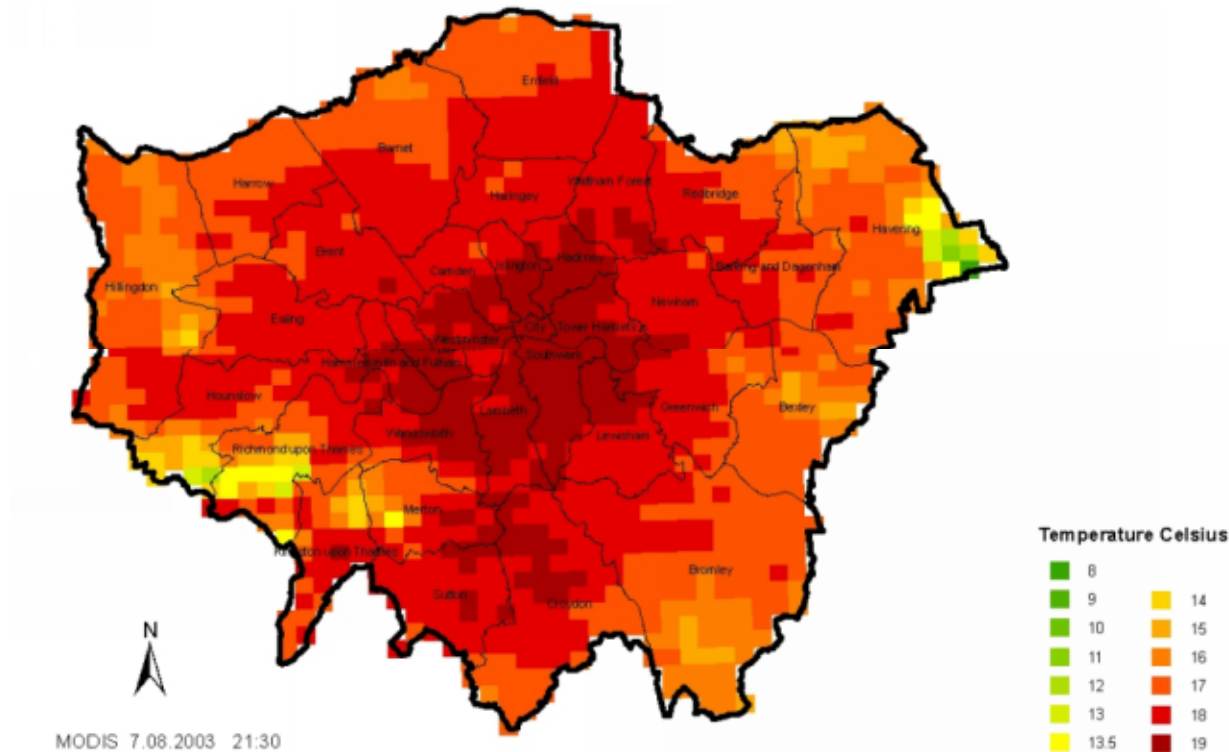 Enfield
Barnet
Harrow
Haringey
Waltham Forest
Redbridge
Havering
Brent
Camden
Islington
Hackney
Barking and Dagenham
Hillingdon
Ealing
Newham
City
Tower Hamlets
Westminster
Southwark
Hammersmith and Fulham
Hounslow
Lambeth
Greenwich
Bexley
Wandsworth
Lewisham
Richmond upon Thames
Merton
Kingston upon Thames
Bromley
Sutton
Croydon
Temperature Celsius
8
9
10
11
12
13
13.5
14
15
16
17
18
19
N
MODIS 7.08.2003 21:30